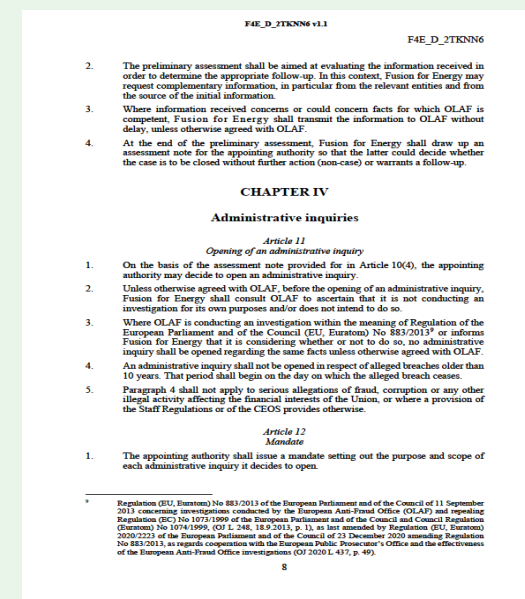 F4E_D_2TKNN6 v1.1
F4E_D_2TKNN6
2. The preliminary assessment shall be aimed at evaluating the information received in
order to determine the appropriate follow-up. In this context, Fusion for Energy may
request complementary information, in particular from the relevant entities and from
the source of the initial information.
3. Where information received concerns or could concern facts for which OLAF is
competent, Fusion for Energy shall transmit the information to OLAF without
delay, unless otherwise agreed with OLAF.
4. At the end of the preliminary assessment, Fusion for Energy shall draw up an
assessment note for the appointing authority so that the latter could decide whether
the case is to be closed without further action (non-case) or warrants a follow-up.
CHAPTER IV
Administrative inquiries
Article 11
Opening of an administrative inquiry
1. On the basis of the assessment note provided for in Article 10(4), the appointing
authority may decide to open an administrative inquiry.
2. Unless otherwise agreed with OLAF, before the opening of an administrative inquiry,
Fusion for Energy shall consult OLAF to ascertain that it is not conducting an
investigation for its own purposes and/or does not intend to do so.
3. Where OLAF is conducting an investigation within the meaning of Regulation of the
European Parliament and of the Council (EU, Euratom) No 883/2013⁹ or informs
Fusion for Energy that it is considering whether or not to do so, no administrative
inquiry shall be opened regarding the same facts unless otherwise agreed with OLAF.
4. An administrative inquiry shall not be opened in respect of alleged breaches older than
10 years. That period shall begin on the day on which the alleged breach ceases.
5. Paragraph 4 shall not apply to serious allegations of fraud, corruption or any other
illegal activity affecting the financial interests of the Union, or where a provision of
the Staff Regulations or of the CEOS provides otherwise.
Article 12
Mandate
1. The appointing authority shall issue a mandate setting out the purpose and scope of
each administrative inquiry it decides to open.
⁹ Regulation (EU, Euratom) No 883/2013 of the European Parliament and of the Council of 11 September
2013 concerning investigations conducted by the European Anti-Fraud Office (OLAF) and repealing
Regulation (EC) No 1073/1999 of the European Parliament and of the Council and Council Regulation
(Euratom) No 1074/1999, (OJ L 248, 18.9.2013, p. 1), as last amended by Regulation (EU, Euratom)
2020/2223 of the European Parliament and of the Council of 23 December 2020 amending Regulation
No 883/2013, as regards cooperation with the European Public Prosecutor's Office and the effectiveness
of the European Anti-Fraud Office investigations (OJ 2020 L 437, p. 49).
8